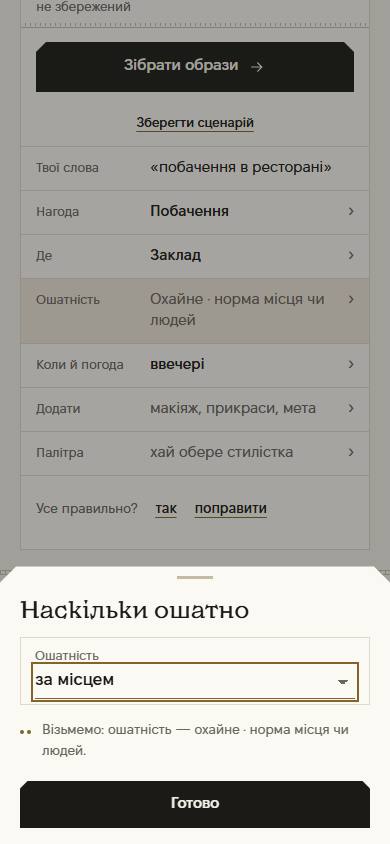 не збережений
Зібрати образи →
Зберегти сценарій
Твої слова «побачення в ресторані»
Нагода Побачення ›
Де Заклад ›
Ошатність Охайне · норма місця чи ›
людей
Коли й погода ввечері ›
Додати макіяж, прикраси, мета ›
Палітра хай обере стилістка ›
Усе правильно? так поправити
Наскільки ошатно
Ошатність
за місцем
Візьмемо: ошатність — охайне · норма місця чи
людей.
Готово